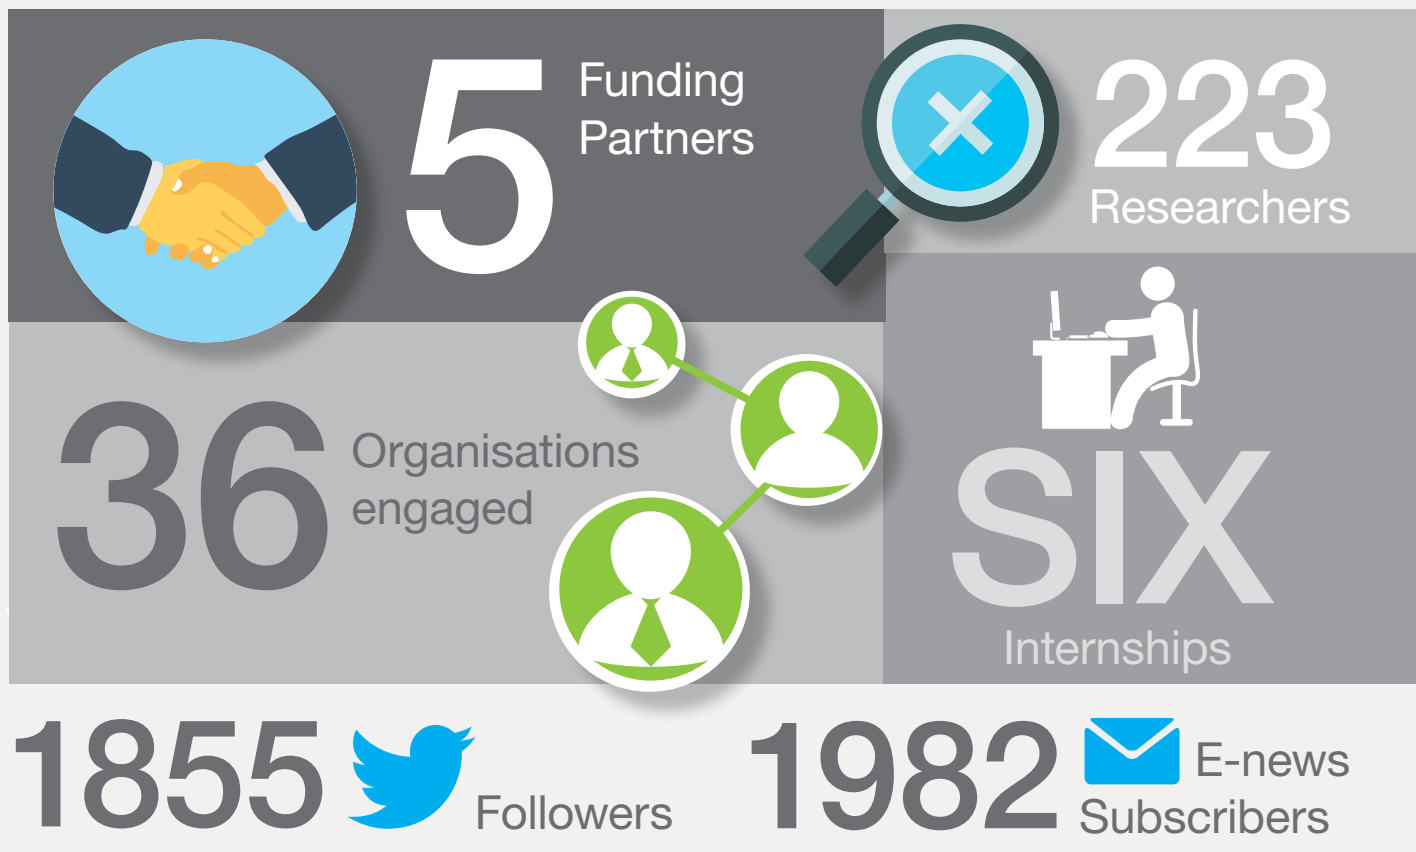 5
Funding
Partners
223
Researchers
36
Organisations
engaged
SIX
Internships
1855
Followers
1982
E-news
Subscribers